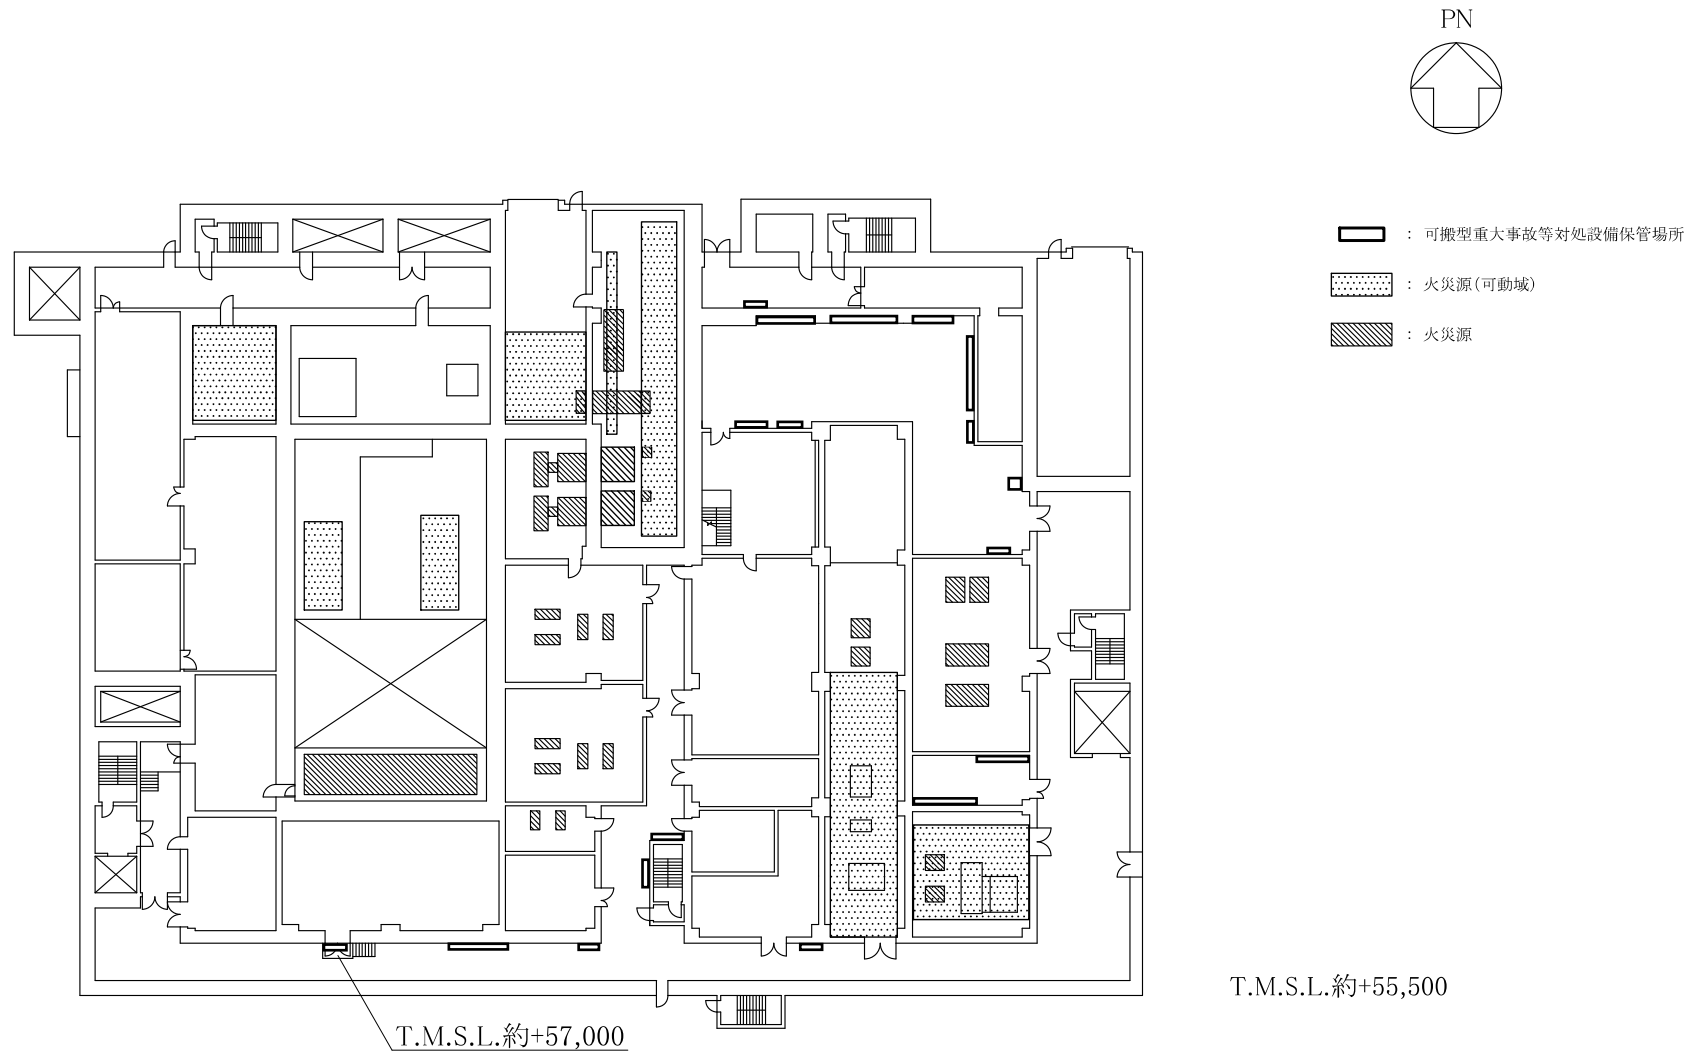 PN
： 可搬型重大事故等対処設備保管場所
： 火災源(可動域)
： 火災源
T.M.S.L.約+55,500
T.M.S.L.約+57,000